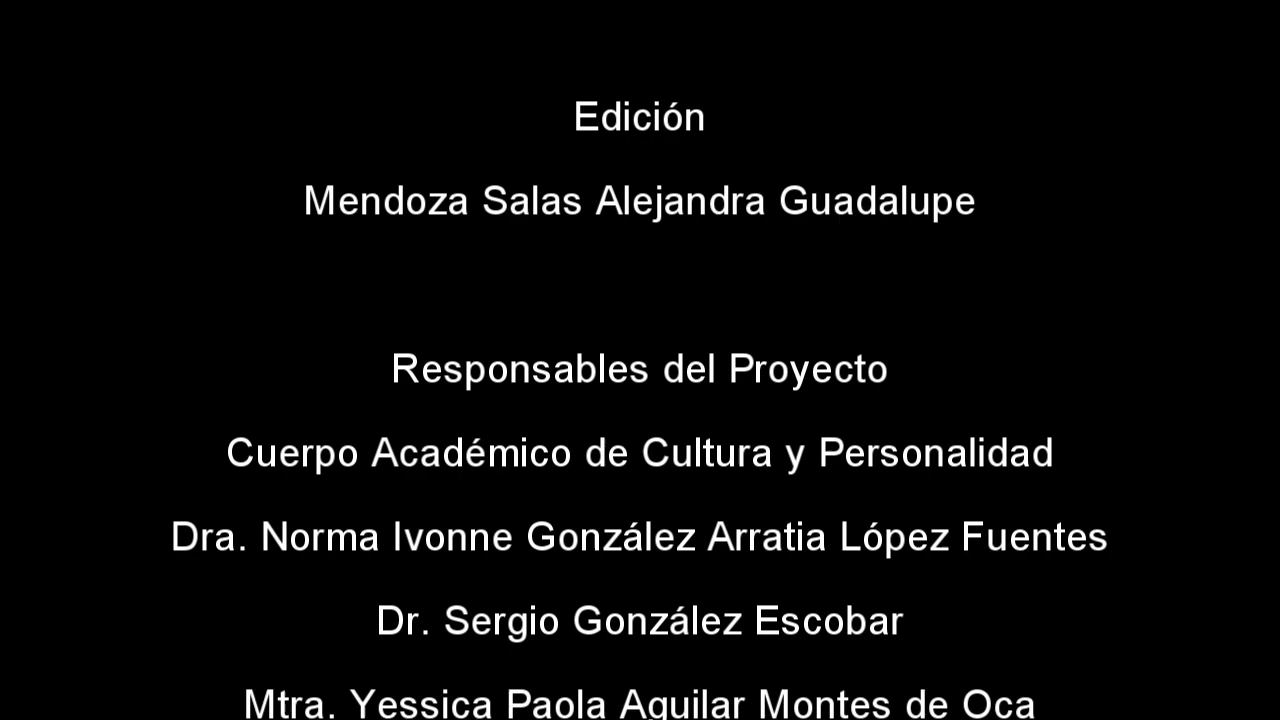 Edición
Mendoza Salas Alejandra Guadalupe
Responsables del Proyecto
Cuerpo Académico de Cultura y Personalidad
Dra. Norma Ivonne González Arratia López Fuentes
Dr. Sergio González Escobar
Mtra. Yessica Paola Aguilar Montes de Oca